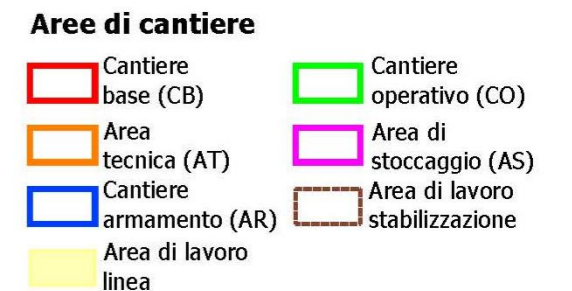 Aree di cantiere
Cantiere
base (CB)
Cantiere
operativo (CO)
Area
tecnica (AT)
Area di
stoccaggio (AS)
Cantiere
armamento (AR)
Area di lavoro
stabilizzazione
Area di lavoro
linea